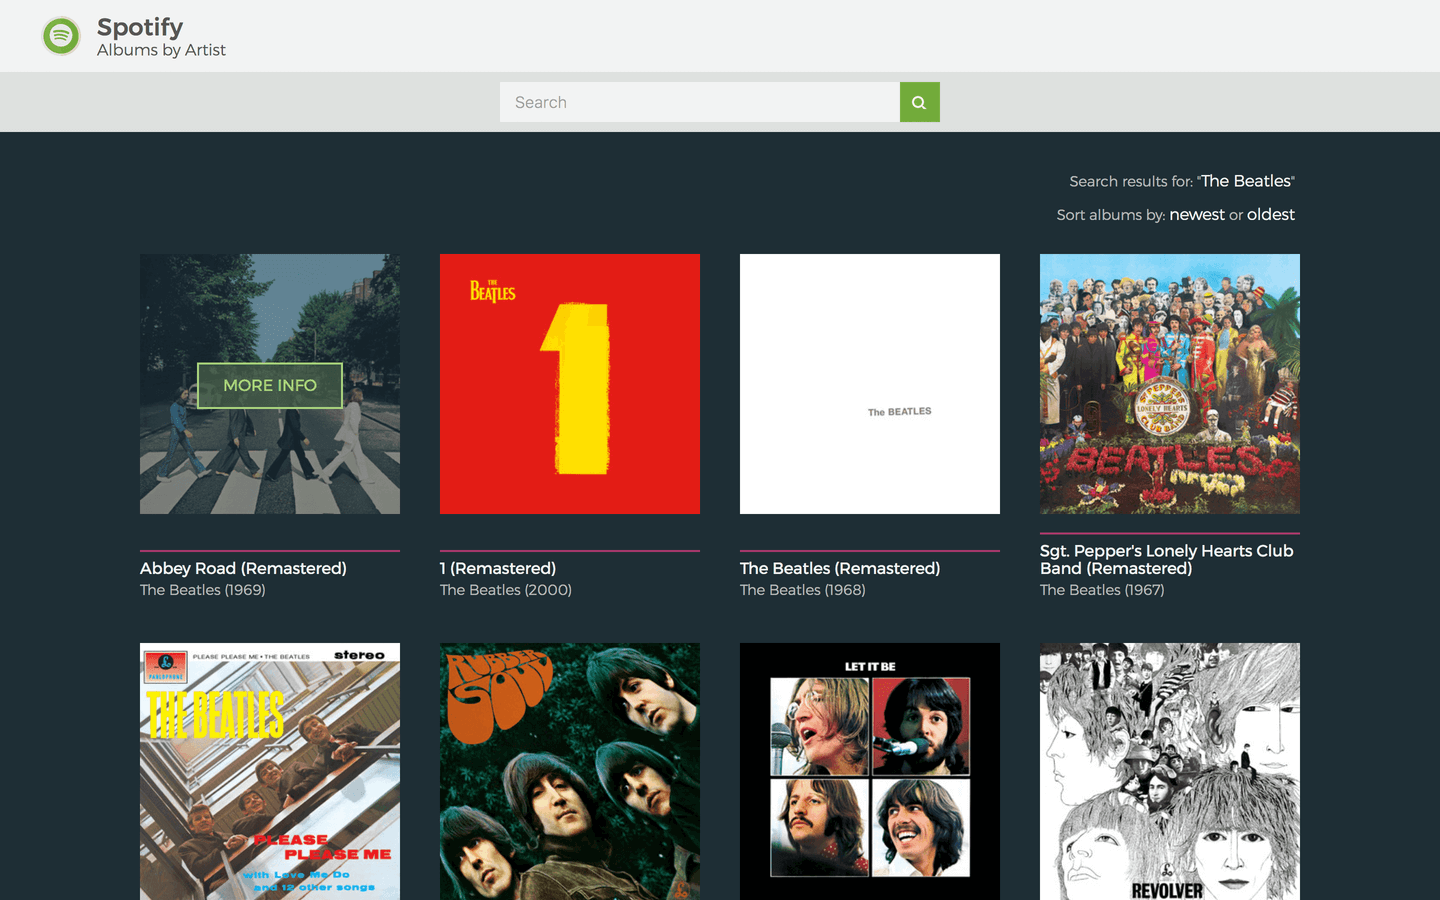 Spotify
Albums by Artist
Search
Search results for: "The Beatles"
Sort albums by: newest or oldest
MORE INFO
THE
BEATLES
1
The BEATLES
SGT. PEPPERS
LONELY HEARTS
CLUB BAND
BEATLES
Abbey Road (Remastered)
The Beatles (1969)
1 (Remastered)
The Beatles (2000)
The Beatles (Remastered)
The Beatles (1968)
Sgt. Pepper's Lonely Hearts Club
Band (Remastered)
The Beatles (1967)
PARLOPHONE
PLEASE PLEASE ME • THE BEATLES
stereo
THE BEATLES
PLEASE
PLEASE ME
with Love Me Do
and 12 other songs
RUBBER
SOUL
LET IT BE
REVOLVER